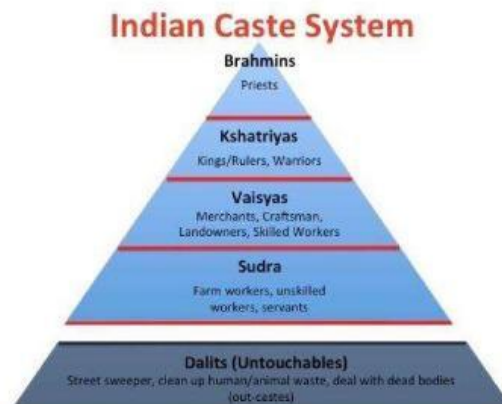 Indian Caste System
Brahmins
Priests
Kshatriyas
Kings/Rulers, Warriors
Vaisyas
Merchants, Craftsman,
Landowners, Skilled Workers
Sudra
Farm workers, unskilled
workers, servants
Dalits (Untouchables)
Street sweeper, clean up human/animal waste, deal with dead bodies
(out-castes)